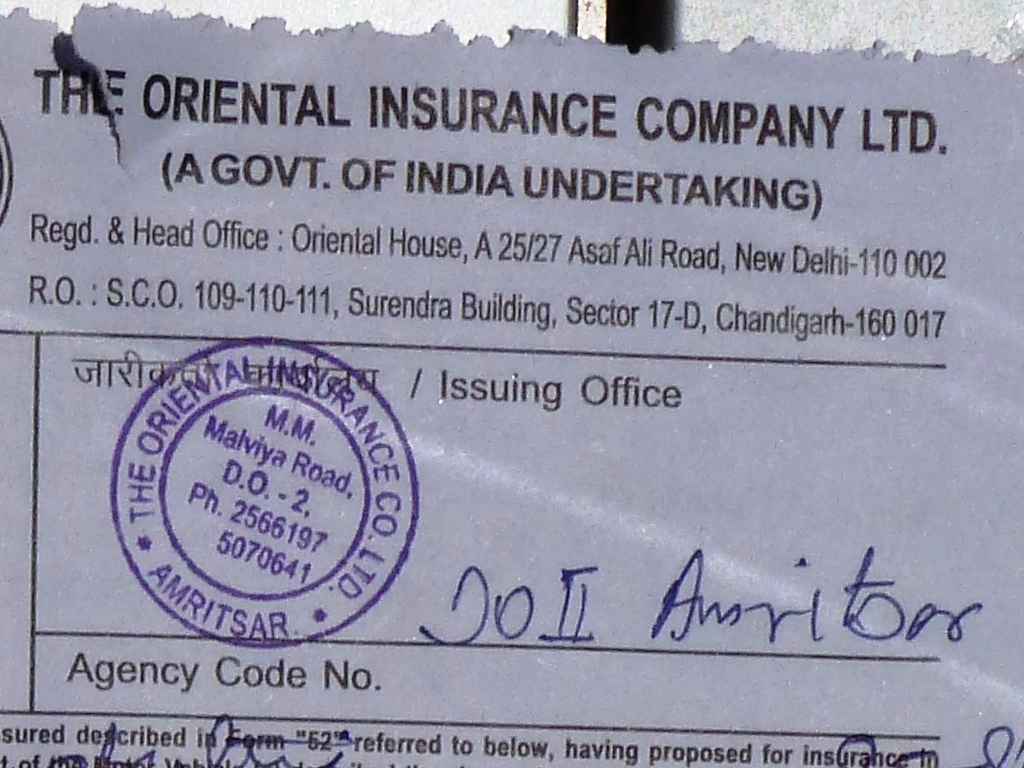 THE ORIENTAL INSURANCE COMPANY LTD.
(A GOVT. OF INDIA UNDERTAKING)
Regd. & Head Office : Oriental House, A 25/27 Asaf Ali Road, New Delhi-110 002
R.O. : S.C.O. 109-110-111, Surendra Building, Sector 17-D, Chandigarh-160 017
जारीकर्ता कार्यालय / Issuing Office
THE ORIENTAL INSURANCE CO. LTD.
* AMRITSAR. *
M.M.
Malviya Road,
D.O. - 2,
Ph. 2566197
5070641
DO II Amritsar
Agency Code No.
sured described in Form "52" referred to below, having proposed for insurance in